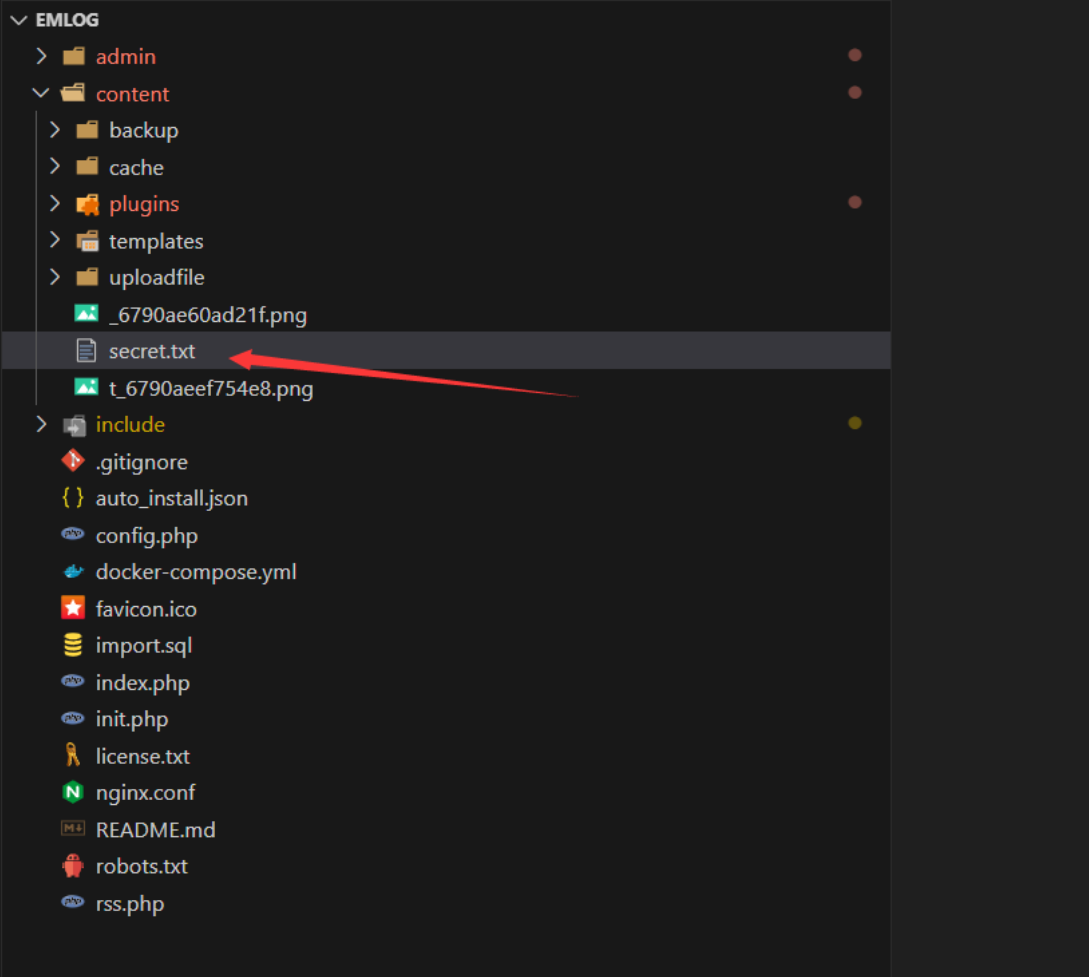 EMLOG
admin
content
backup
cache
plugins
templates
uploadfile
_6790ae60ad21f.png
secret.txt
t_6790aeef754e8.png
include
.gitignore
auto_install.json
config.php
docker-compose.yml
favicon.ico
import.sql
index.php
init.php
license.txt
nginx.conf
README.md
robots.txt
rss.php